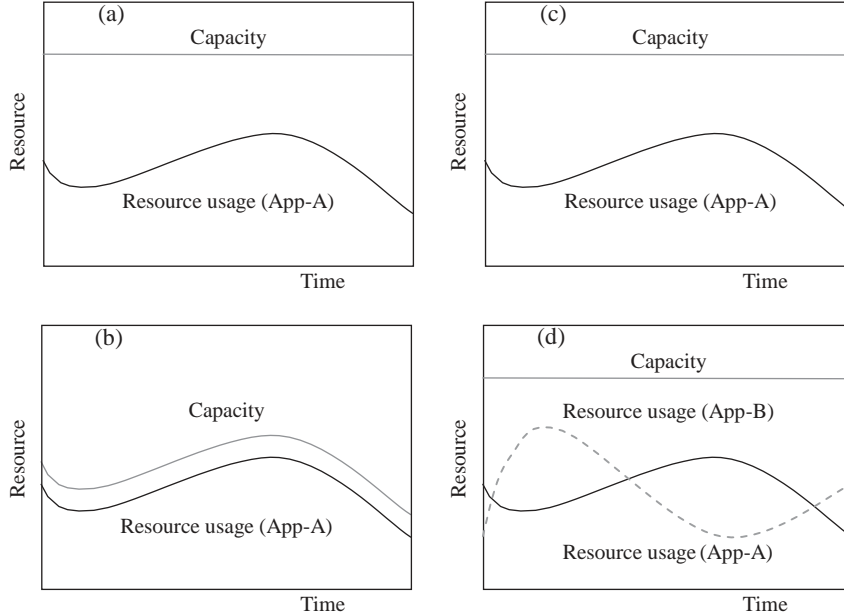 (a)
Capacity
Resource
Resource usage (App-A)
Time
(c)
Capacity
Resource
Resource usage (App-A)
Time
(b)
Capacity
Resource
Resource usage (App-A)
Time
(d)
Capacity
Resource usage (App-B)
Resource
Resource usage (App-A)
Time